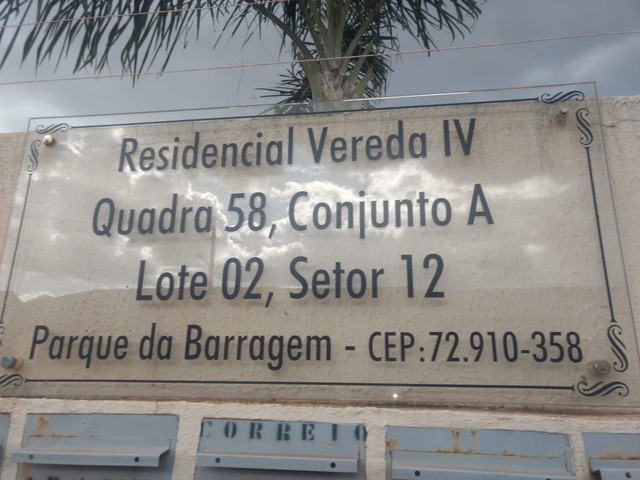 Residencial Vereda IV
Quadra 58, Conjunto A
Lote 02, Setor 12
Parque da Barragem - CEP:72.910-358
CORREIO